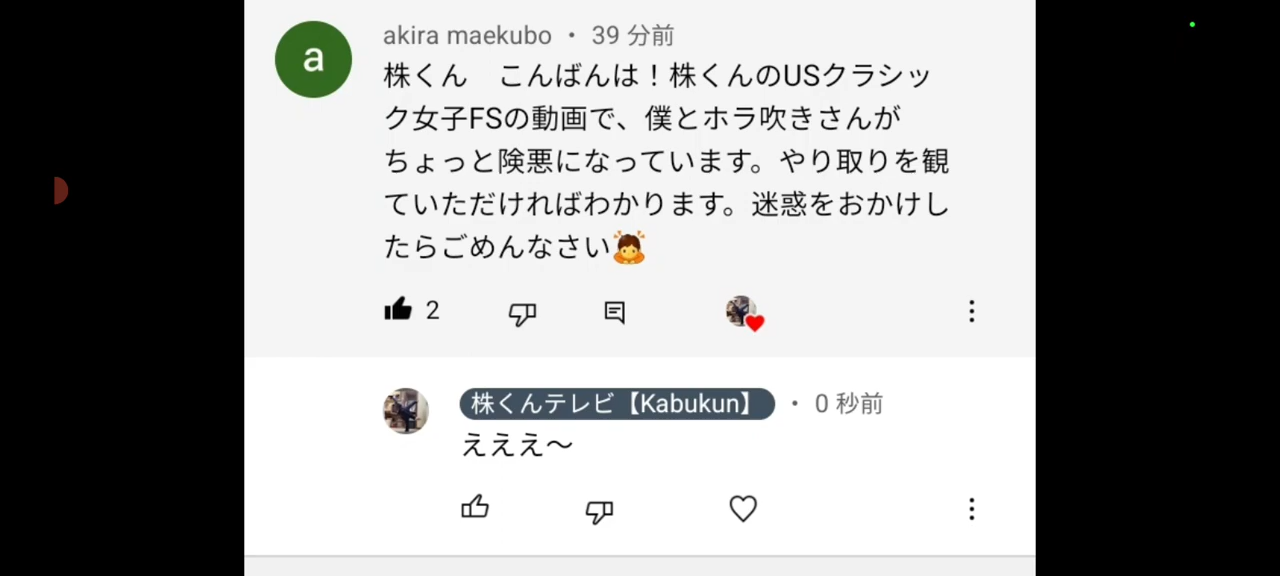 a
akira maekubo ・ 39 分前
株くん　こんばんは！株くんのUSクラシッ
ク女子FSの動画で、僕とホラ吹きさんが
ちょっと険悪になっています。やり取りを観
ていただければわかります。迷惑をおかけし
たらごめんなさい🙇
2
株くんテレビ【Kabukun】 ・ 0 秒前
えええ〜